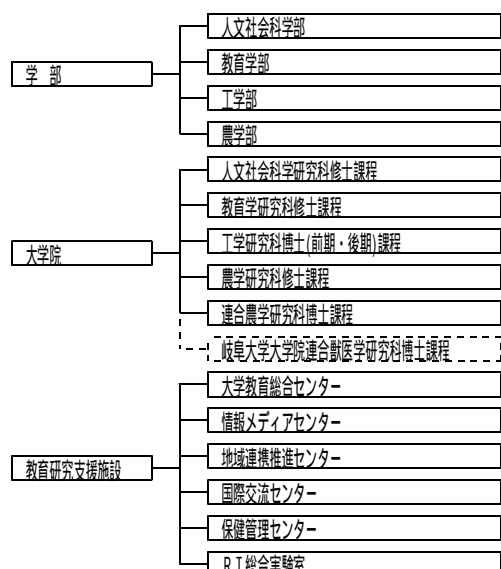 学 部
人文社会科学部
教育学部
工学部
農学部
大学院
人文社会科学研究科修士課程
教育学研究科修士課程
工学研究科博士(前期・後期)課程
農学研究科修士課程
連合農学研究科博士課程
岐阜大学大学院連合獣医学研究科博士課程
教育研究支援施設
大学教育総合センター
情報メディアセンター
地域連携推進センター
国際交流センター
保健管理センター
RI総合実験室